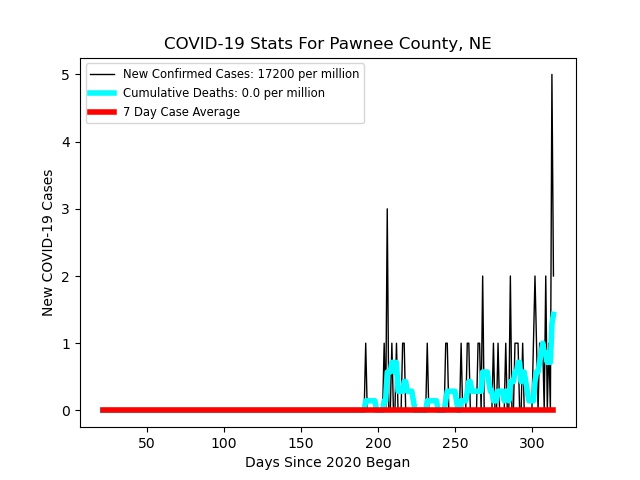 COVID-19 Stats For Pawnee County, NE
New Confirmed Cases: 17200 per million
Cumulative Deaths: 0.0 per million
7 Day Case Average
New COVID-19 Cases
5
4
3
2
1
0
50 100 150 200 250 300
Days Since 2020 Began